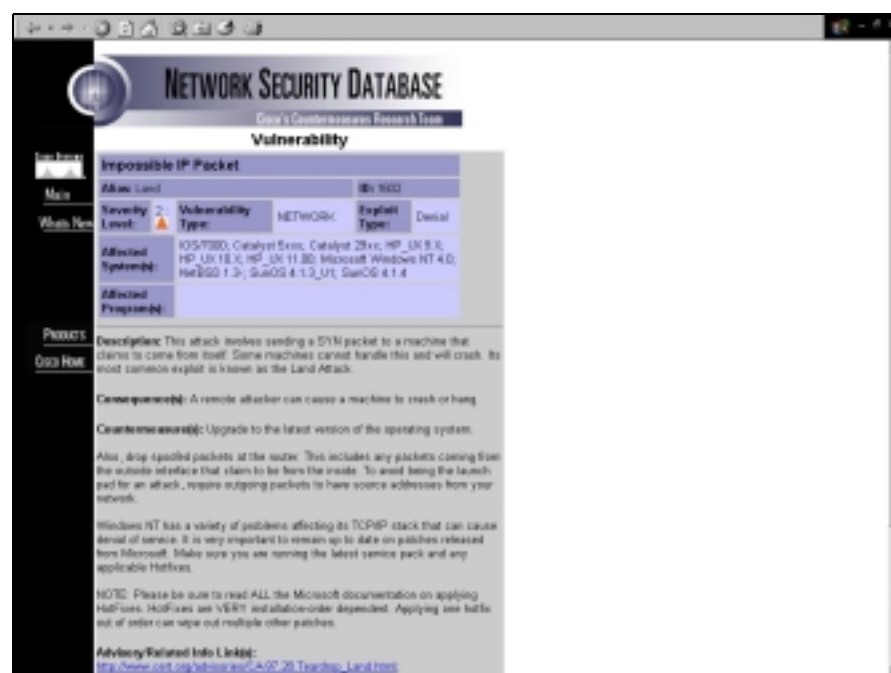 NETWORK SECURITY DATABASE
Cisco's Countermeasures Research Team
Vulnerability
Impossible IP Packet
Alias: Land ID: 1102
Severity Level: 2 Vulnerability Type: NETWORK Exploit Type: Denial
Affected System(s): IOS/7000; Catalyst 5xxx; Catalyst 29xx; HP_UX 9.X;
HP_UX 10.X; HP_UX 11.00; Microsoft Windows NT 4.0;
NetBSD 1.3-; SunOS 4.1.3_U1; SunOS 4.1.4
Affected Program(s):
Main
Whats New
Products
Cisco Home
Description: This attack involves sending a SYN packet to a machine that
claims to come from itself. Some machines cannot handle this and will crash. Its
most common exploit is known as the Land Attack.
Consequence(s): A remote attacker can cause a machine to crash or hang.
Countermeasure(s): Upgrade to the latest version of the operating system.
Also, drop spoofed packets at the router. This includes any packets coming from
the outside interface that claim to be from the inside. To avoid being the launch
pad for an attack, require outgoing packets to have source addresses from your
network.
Windows NT has a variety of problems affecting its TCP/IP stack that can cause
denial of service. It is very important to remain up to date on patches released
from Microsoft. Make sure you are running the latest service pack and any
applicable Hotfixes.
NOTE: Please be sure to read ALL the Microsoft documentation on applying
HotFixes. HotFixes are VERY installation-order dependent. Applying one hotfix
out of order can wipe out multiple other patches.
Advisory/Related Info Link(s):
http://www.cert.org/advisories/CA-97.28.Teardrop_Land.html;